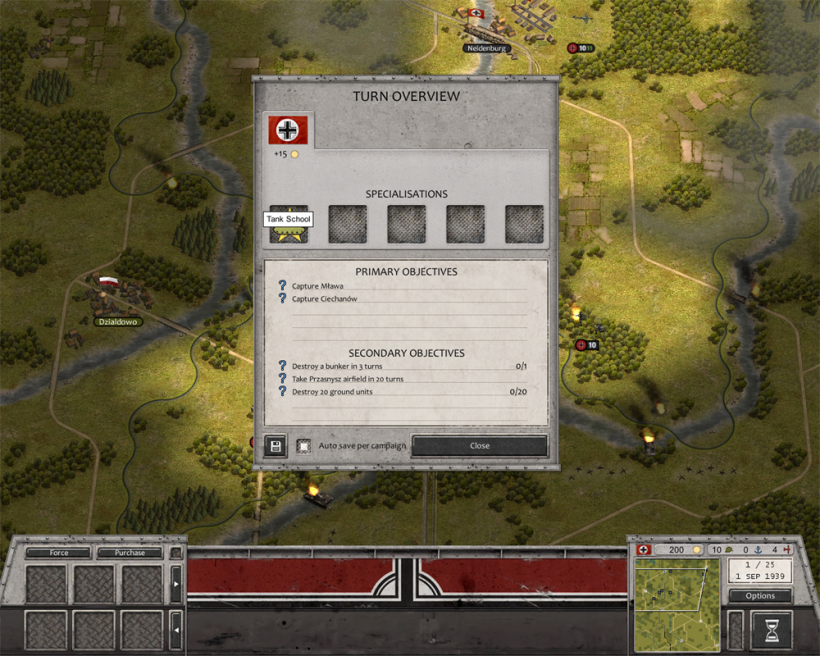 Neidenburg
10
TURN OVERVIEW
+15
SPECIALISATIONS
Tank School
PRIMARY OBJECTIVES
? Capture Mława
? Capture Ciechanów
Działdowo
10
SECONDARY OBJECTIVES
? Destroy a bunker in 3 turns 0/1
? Take Przasnysz airfield in 20 turns
? Destroy 20 ground units 0/20
Auto save per campaign
Close
Force Purchase
200 10 0 4
1 / 25
1 SEP 1939
Options